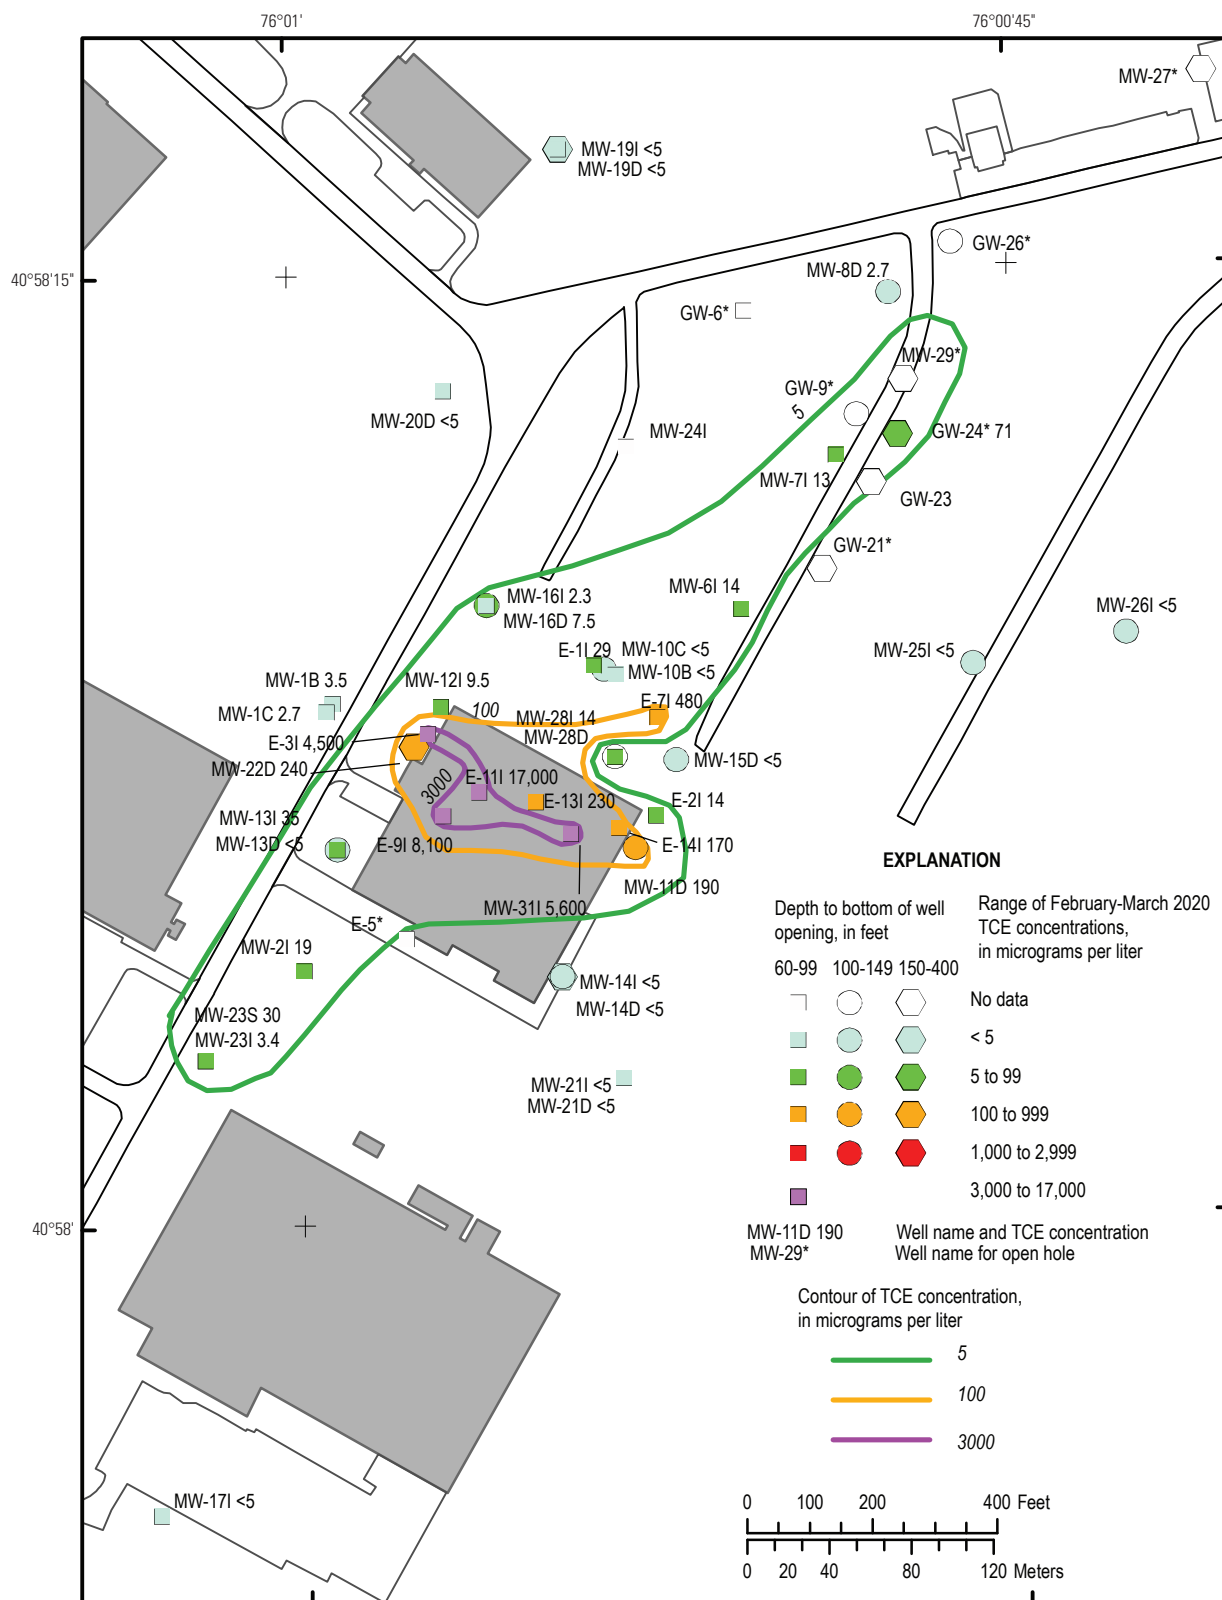 76°01'
76°00'45"
MW-27*
MW-19I <5
MW-19D <5
GW-26*
40°58'15"
MW-8D 2.7
GW-6*
MW-29*
GW-9*
5
MW-20D <5
MW-24I
GW-24* 71
MW-7I 13
GW-23
GW-21*
MW-16I 2.3
MW-16D 7.5
MW-6I 14
MW-26I <5
E-1I 29
MW-10C <5
MW-10B <5
MW-25I <5
MW-1B 3.5
MW-1C 2.7
MW-12I 9.5
100
MW-28I 14
MW-28D
E-7I 480
E-3I 4,500
MW-22D 240
MW-15D <5
3000
E-11I 17,000
E-13I 230
E-2I 14
MW-13I 35
MW-13D <5
E-9I 8,100
E-14I 170
MW-11D 190
MW-31I 5,600
E-5*
MW-2I 19
MW-14I <5
MW-14D <5
MW-23S 30
MW-23I 3.4
MW-21I <5
MW-21D <5
40°58'
MW-17I <5
EXPLANATION
Depth to bottom of well
opening, in feet
60-99 100-149 150-400
Range of February-March 2020
TCE concentrations,
in micrograms per liter
No data
< 5
5 to 99
100 to 999
1,000 to 2,999
3,000 to 17,000
MW-11D 190 Well name and TCE concentration
MW-29* Well name for open hole
Contour of TCE concentration,
in micrograms per liter
5
100
3000
0 100 200 400 Feet
0 20 40 80 120 Meters